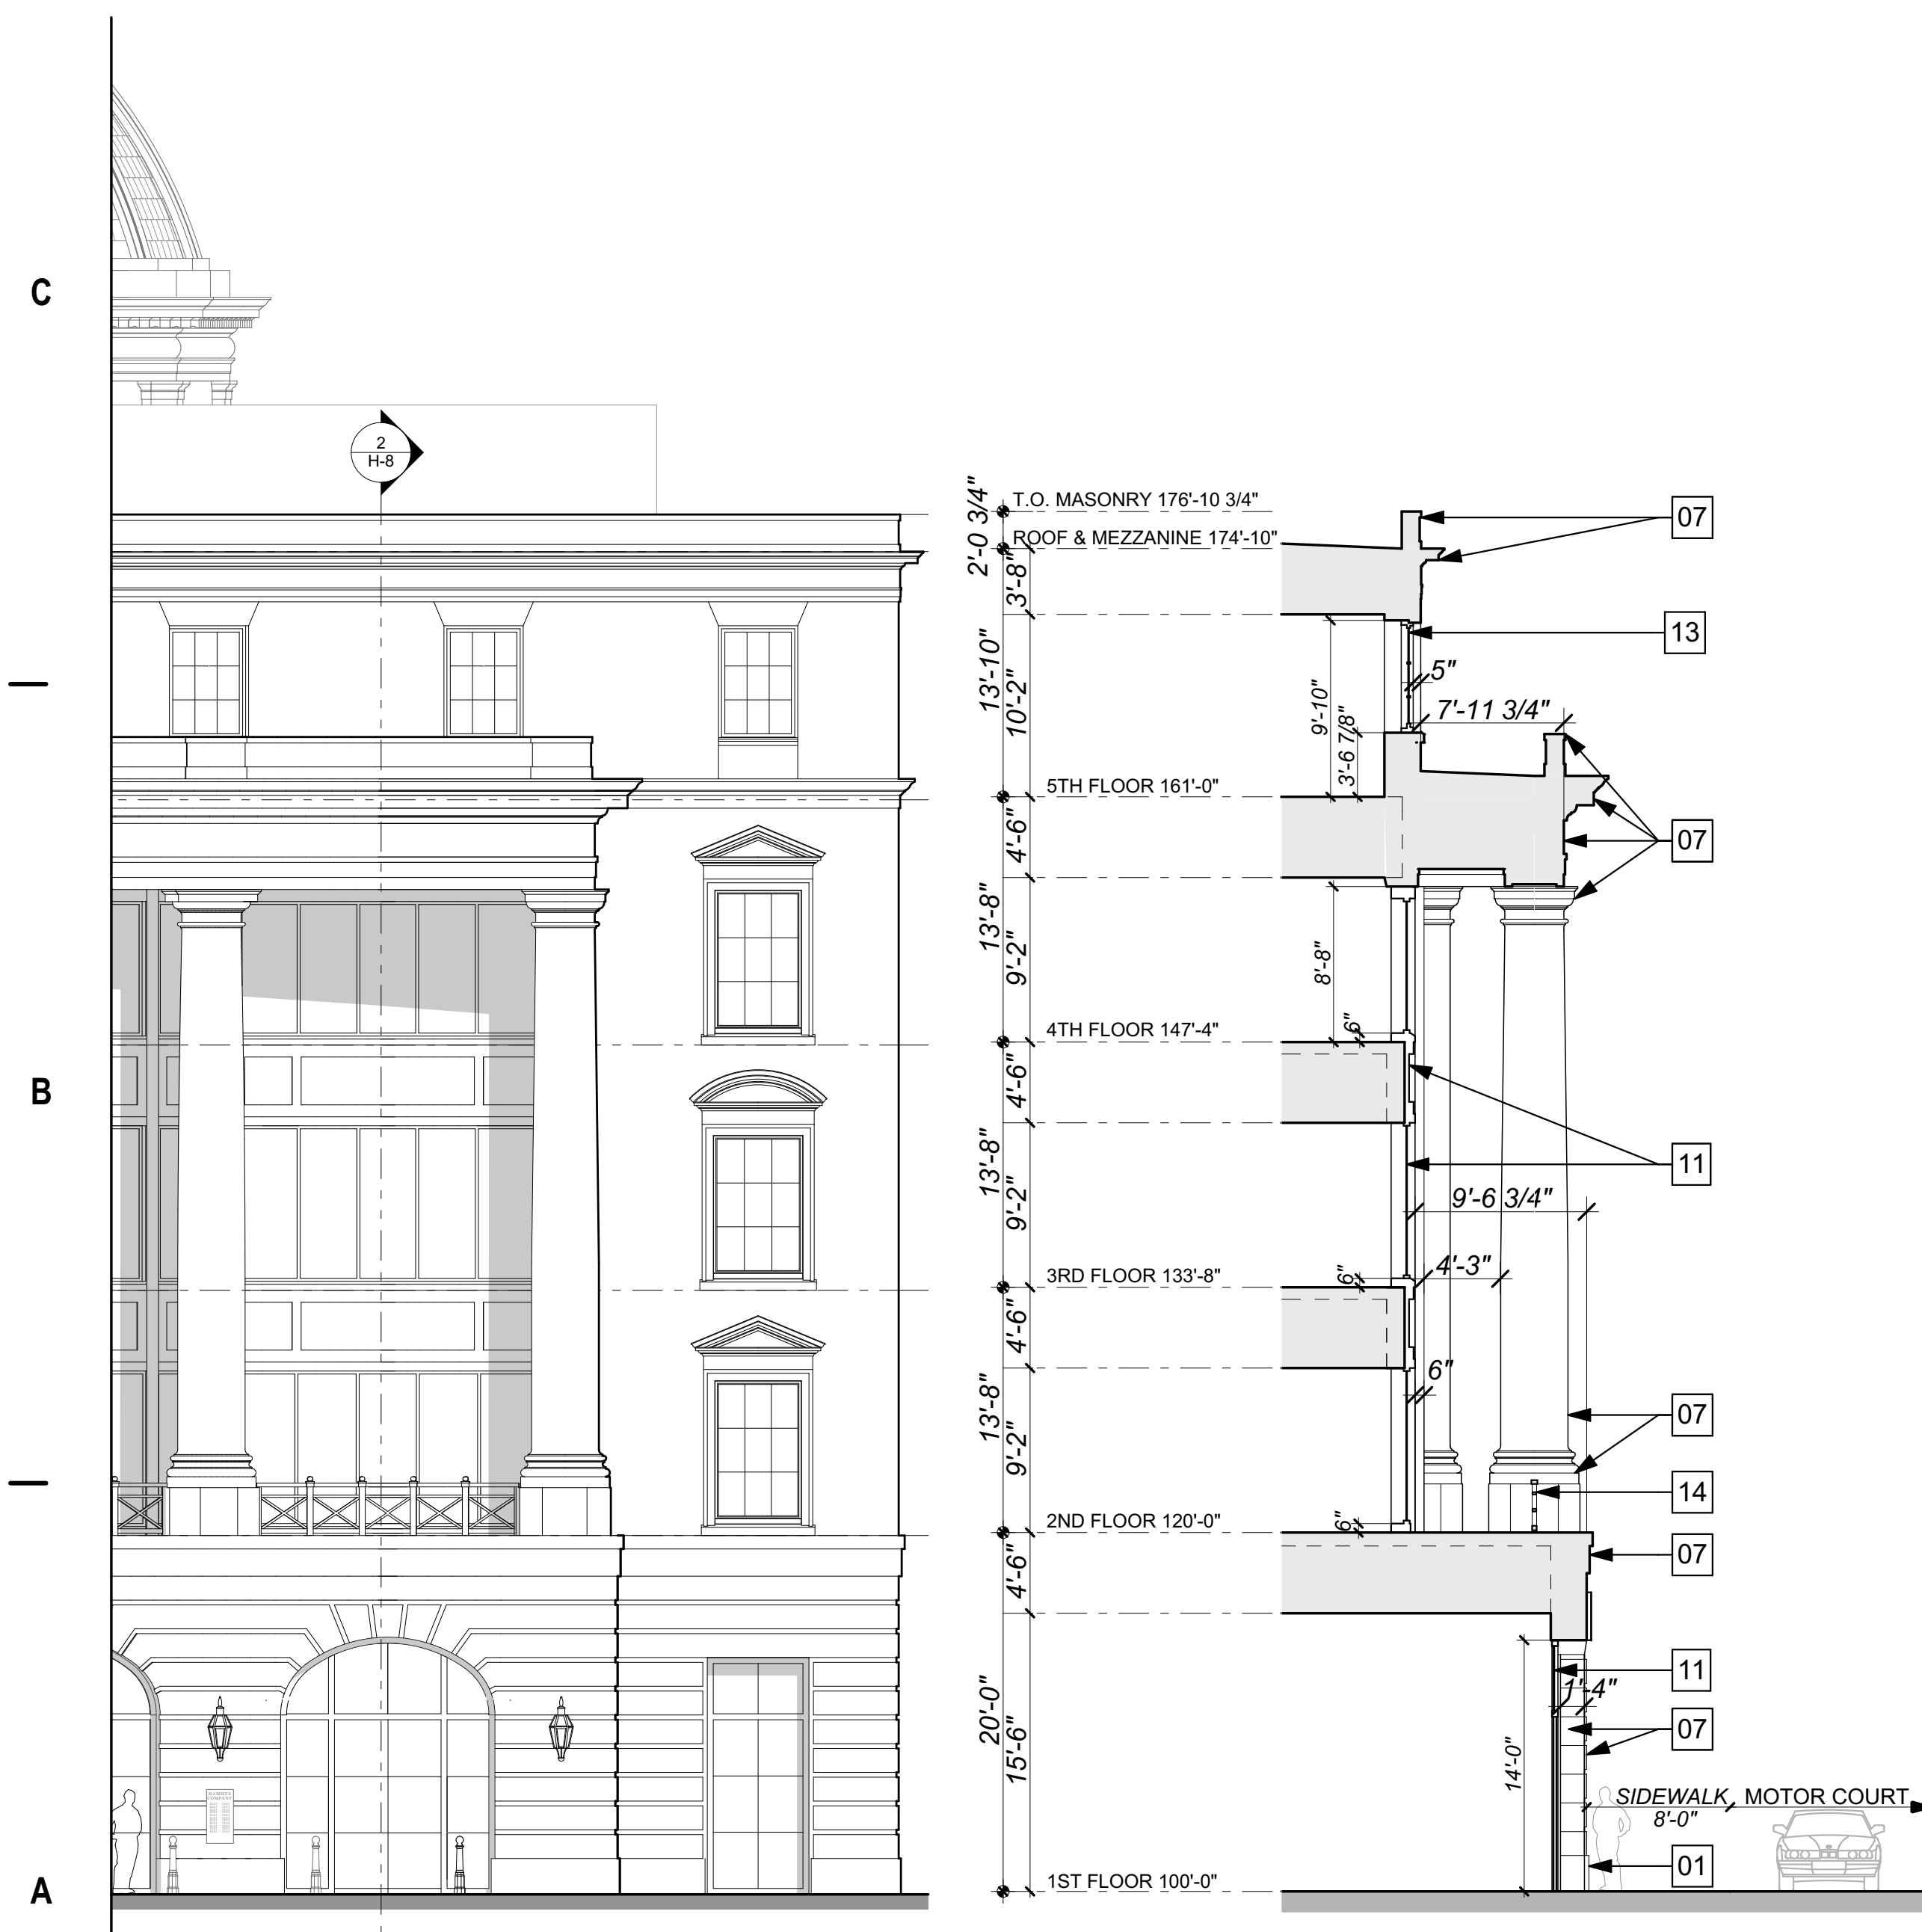 C
2
H-8
2'-0 3/4"
T.O. MASONRY 176'-10 3/4"
07
ROOF & MEZZANINE 174'-10"
3'-8"
13
13'-10"
10'-2"
9'-10"
5"
7'-11 3/4"
3'-6 7/8"
5TH FLOOR 161'-0"
4'-6"
07
13'-8"
9'-2"
8'-8"
6"
4TH FLOOR 147'-4"
B
4'-6"
13'-8"
11
9'-2"
9'-6 3/4"
4'-3"
3RD FLOOR 133'-8"
6"
4'-6"
6"
13'-8"
07
9'-2"
14
2ND FLOOR 120'-0"
6"
07
4'-6"
11
1'-4"
20'-0"
07
15'-6"
14'-0"
HAMMES
COMPANY
SIDEWALK MOTOR COURT
8'-0"
01
A
1ST FLOOR 100'-0"